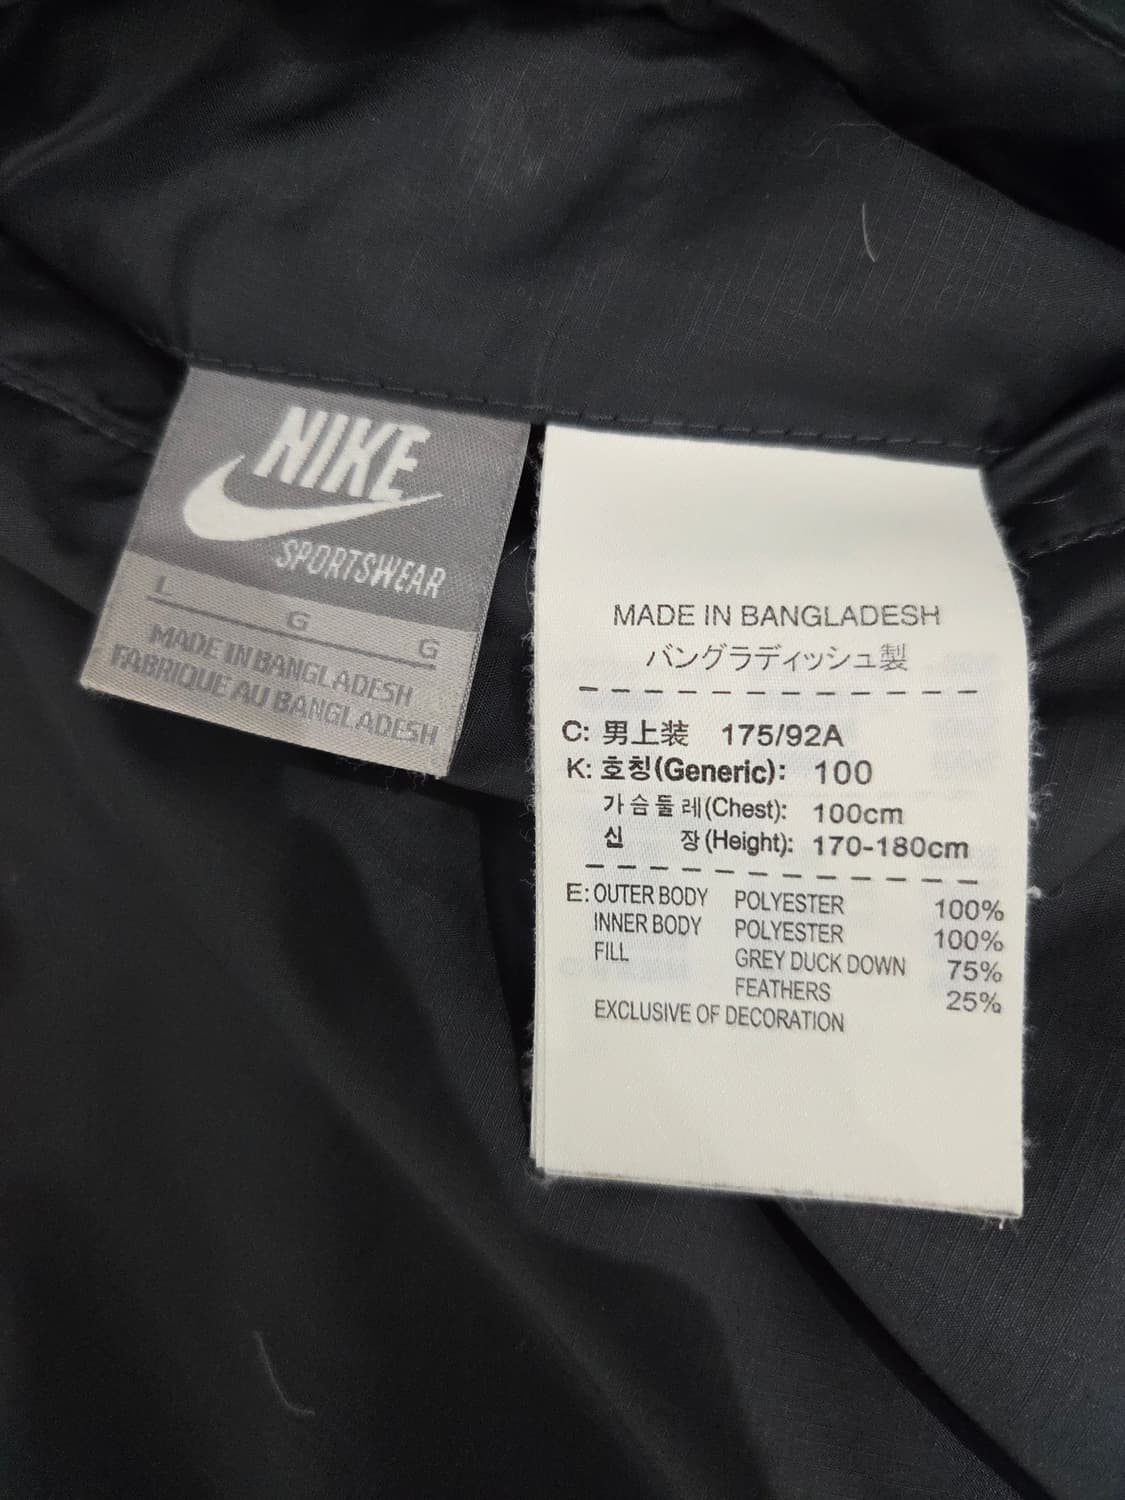 NIKE
SPORTSWEAR
L
G
G
MADE IN BANGLADESH
FABRIQUE AU BANGLADESH
MADE IN BANGLADESH
バングラディッシュ製
C: 男上装 175/92A
K: 호칭(Generic): 100
가슴둘레(Chest): 100cm
신 장(Height): 170-180cm
E: OUTER BODY POLYESTER 100%
INNER BODY POLYESTER 100%
FILL GREY DUCK DOWN 75%
FEATHERS 25%
EXCLUSIVE OF DECORATION